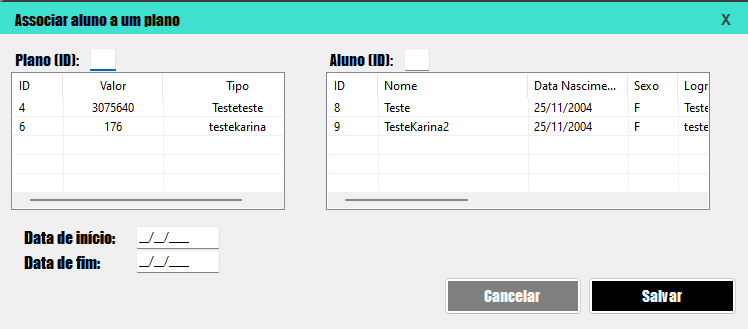 Associar aluno a um plano X
Plano (ID):
Aluno (ID):
ID Valor Tipo
4 3075640 Testeteste
6 176 testekarina
ID Nome Data Nascime... Sexo Logr
8 Teste 25/11/2004 F Teste
9 TesteKarina2 25/11/2004 F teste
Data de início: __/__/____
Data de fim: __/__/____
Cancelar Salvar